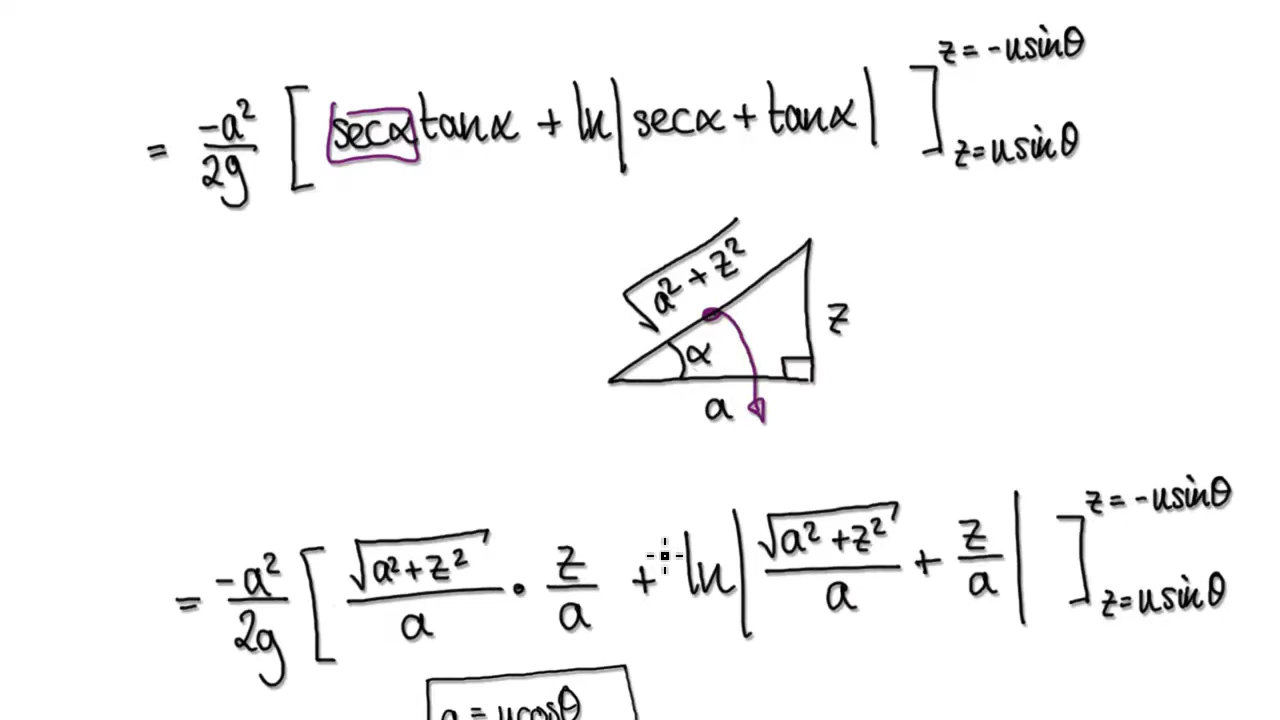 = -a²/2g [ secα tanα + ln| secα + tanα | ] z = -usinθ z = usinθ
√a² + z²
α
z
a
= -a²/2g [ √a² + z²/a · z/a + ln| √a² + z²/a + z/a | ] z = -usinθ z = usinθ
a = ucosθ